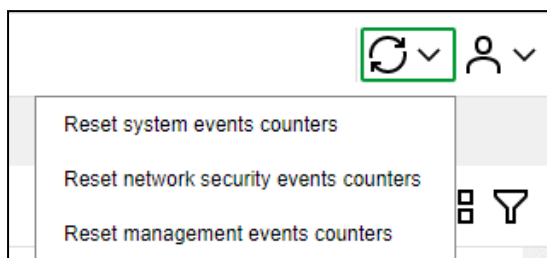 Reset system events counters
Reset network security events counters
Reset management events counters